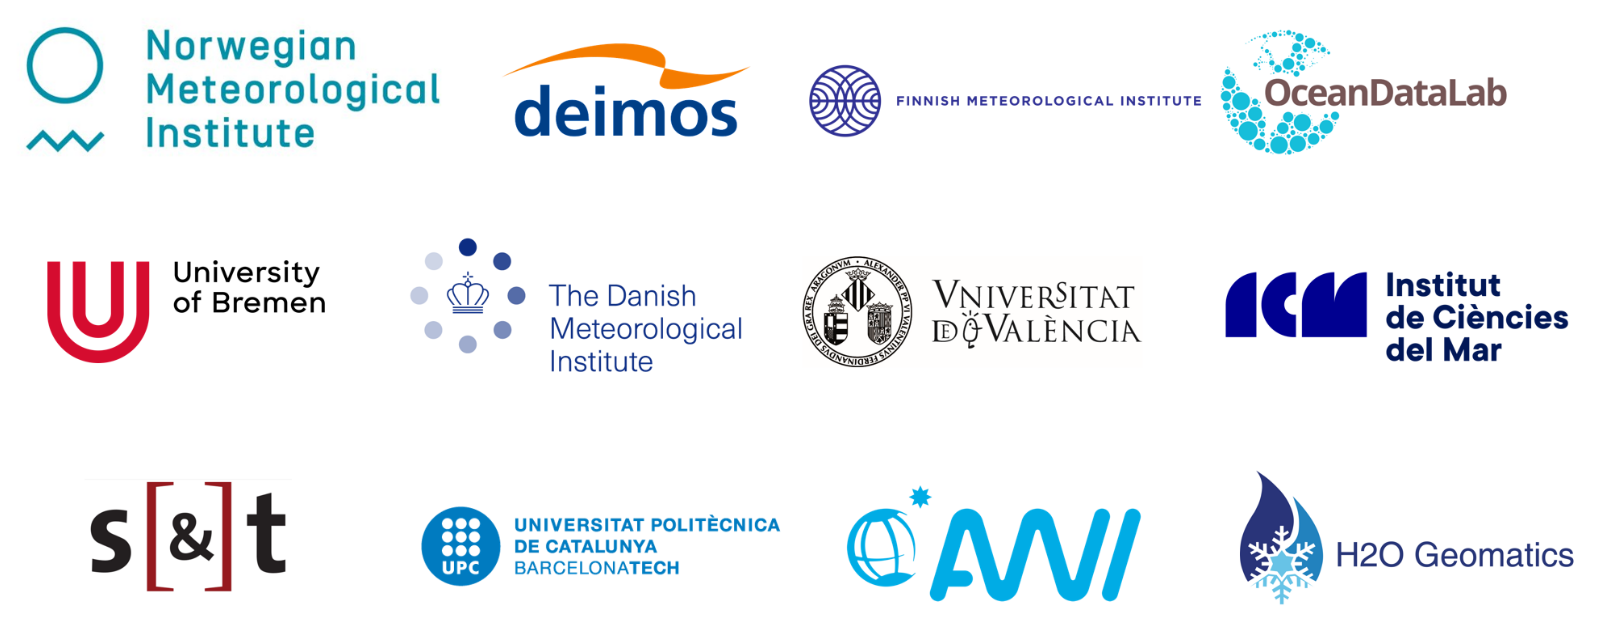 Norwegian
Meteorological
Institute
deimos
FINNISH METEOROLOGICAL INSTITUTE
OceanDataLab
University
of Bremen
The Danish
Meteorological
Institute
ALEXANDER PP VI VALENTINVS FERDINANDVS DEI GRA REX ARAGONVM
VNIVERSITAT
DE VALÈNCIA
ICM
Institut
de Ciències
del Mar
s[&]t
UPC
UNIVERSITAT POLITÈCNICA
DE CATALUNYA
BARCELONATECH
AWI
H2O Geomatics